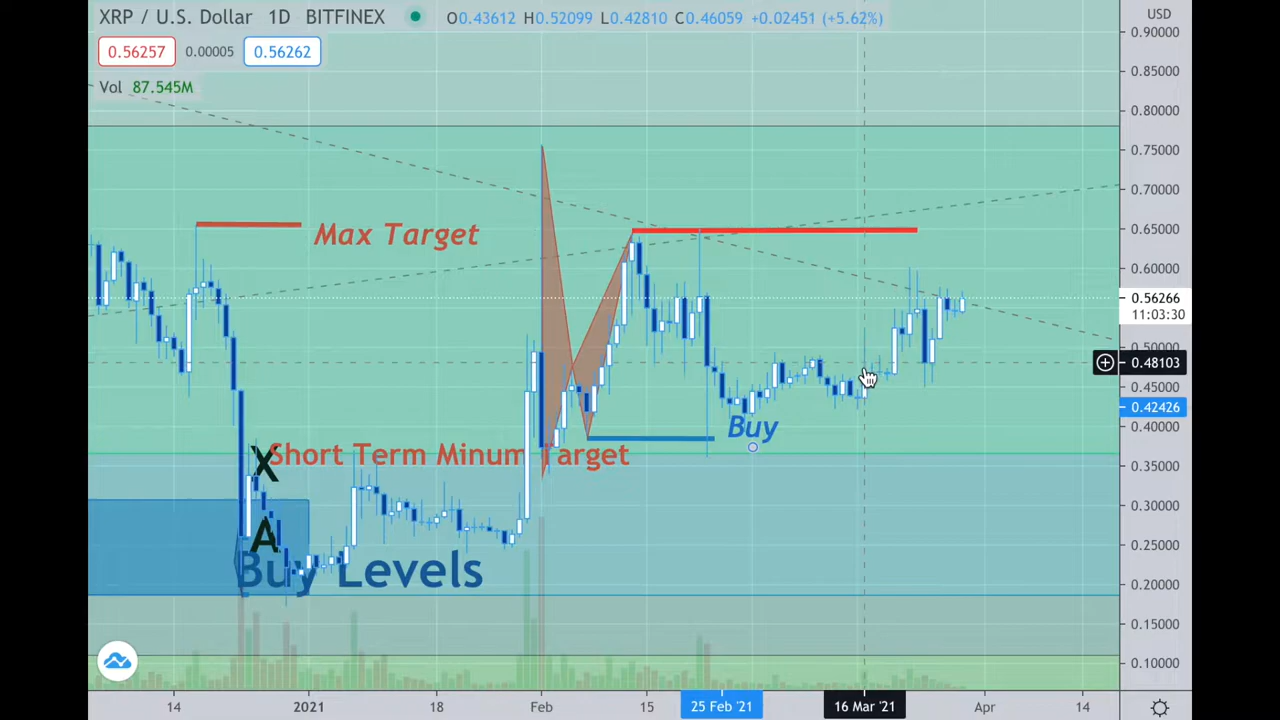 XRP / U.S. Dollar 1D BITFINEX O0.43612 H0.52099 L0.42810 C0.46059 +0.02451 (+5.62%)
USD
0.56257 0.00005 0.56262
Vol 87.545M
0.90000
0.85000
0.80000
0.75000
0.70000
0.65000
0.60000
0.56266
11:03:30
0.50000
0.48103
0.45000
0.42426
0.40000
0.35000
0.30000
0.25000
0.20000
0.15000
0.10000
Max Target
Buy
Short Term Minum Target
X
A
Buy Levels
14 2021 18 Feb 15 25 Feb '21 16 Mar '21 Apr 14